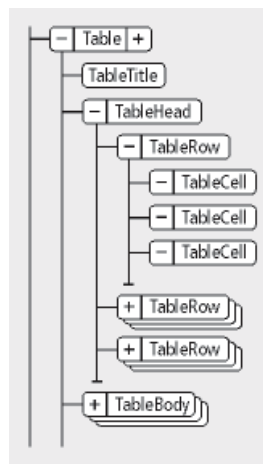 − Table +
TableTitle
− TableHead
− TableRow
− TableCell
− TableCell
− TableCell
+ TableRow
+ TableRow
+ TableBody